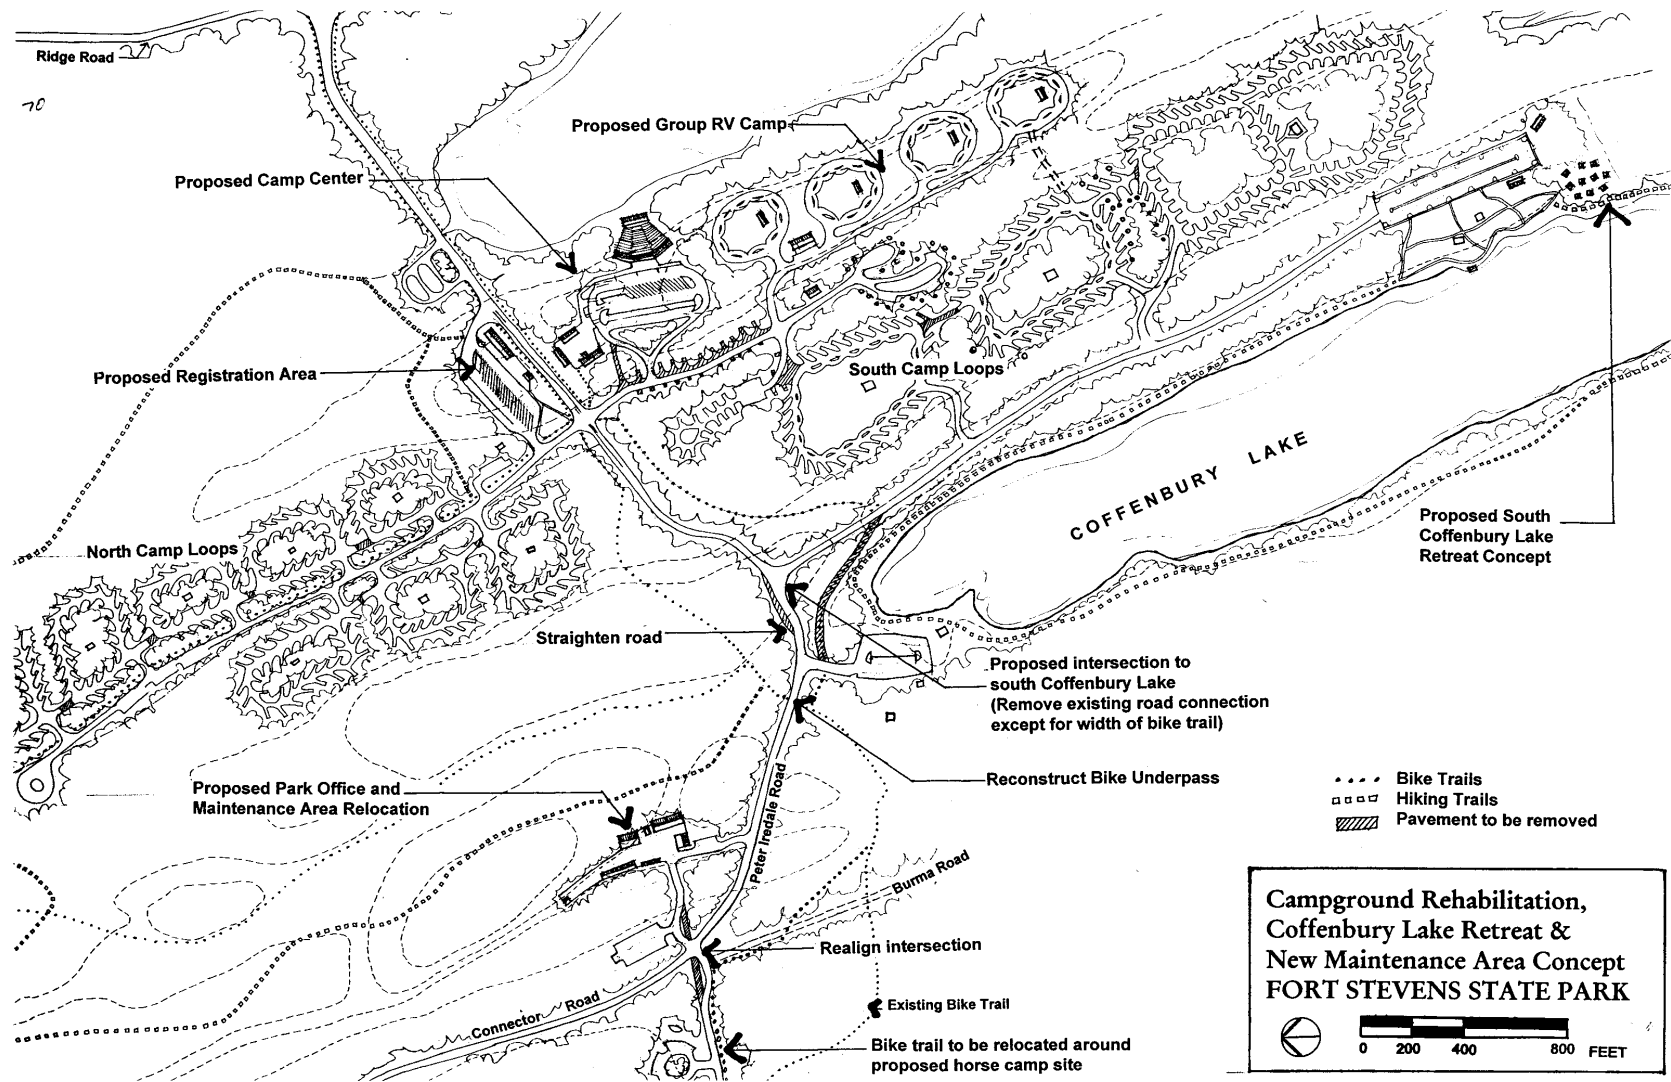 Ridge Road
70
Proposed Group RV Camp
Proposed Camp Center
Proposed Registration Area
South Camp Loops
COFFENBURY LAKE
North Camp Loops
Proposed South
Coffenbury Lake
Retreat Concept
Straighten road
Proposed intersection to
south Coffenbury Lake
(Remove existing road connection
except for width of bike trail)
Reconstruct Bike Underpass
Proposed Park Office and
Maintenance Area Relocation
Peter Iredale Road
Burma Road
Bike Trails
Hiking Trails
Pavement to be removed
Realign intersection
Connector Road
Existing Bike Trail
Bike trail to be relocated around
proposed horse camp site
Campground Rehabilitation,
Coffenbury Lake Retreat &
New Maintenance Area Concept
FORT STEVENS STATE PARK
0 200 400 800 FEET